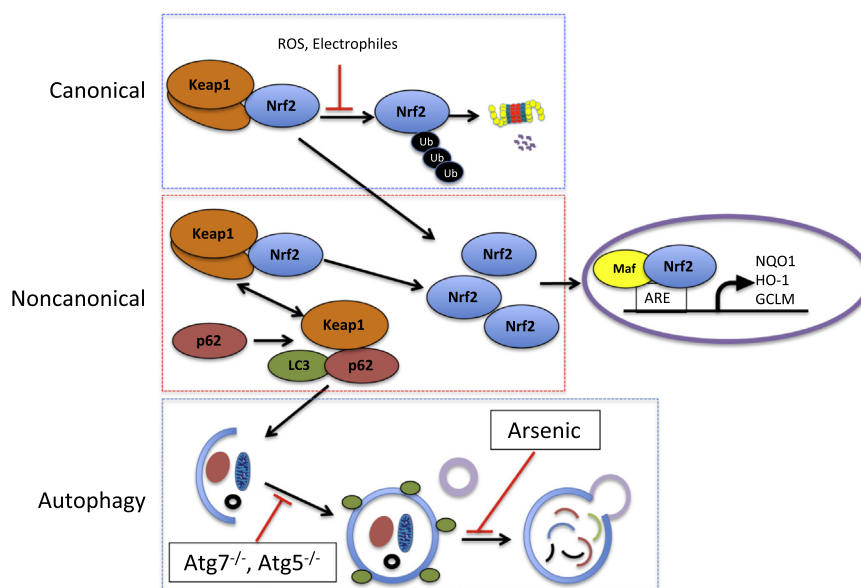 ROS, Electrophiles
Canonical
Keap1
Nrf2
Nrf2
Ub
Ub
Ub
Noncanonical
Keap1
Nrf2
Nrf2
Nrf2
Nrf2
p62
Keap1
LC3
p62
Maf
Nrf2
ARE
NQO1
HO-1
GCLM
Autophagy
Arsenic
Atg7-/-, Atg5-/-